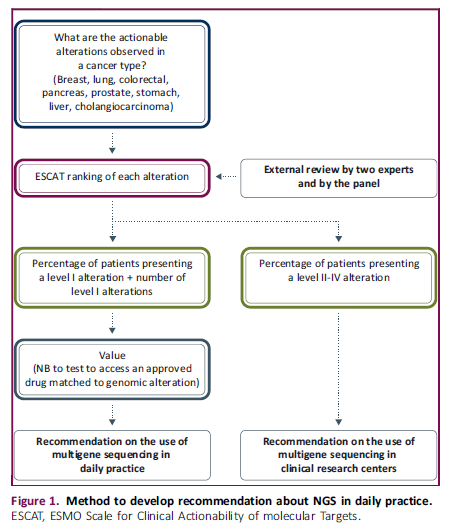 What are the actionable
alterations observed in
a cancer type?
(Breast, lung, colorectal,
pancreas, prostate, stomach,
liver, cholangiocarcinoma)
ESCAT ranking of each alteration
External review by two experts
and by the panel
Percentage of patients presenting
a level I alteration + number of
level I alterations
Percentage of patients presenting
a level II-IV alteration
Value
(NB to test to access an approved
drug matched to genomic alteration)
Recommendation on the use of
multigene sequencing in
daily practice
Recommendation on the use of
multigene sequencing in
clinical research centers
Figure 1. Method to develop recommendation about NGS in daily practice.
ESCAT, ESMO Scale for Clinical Actionability of molecular Targets.